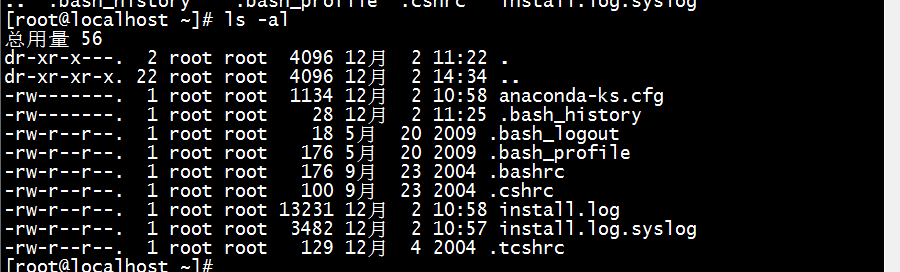 ..  .bash_history  .bash_profile  .cshrc  install.log.syslog
[root@localhost ~]# ls -al
总用量 56
dr-xr-x---.  2 root root  4096 12月  2 11:22 .
dr-xr-xr-x. 22 root root  4096 12月  2 14:34 ..
-rw-------.  1 root root  1134 12月  2 10:58 anaconda-ks.cfg
-rw-------.  1 root root    28 12月  2 11:25 .bash_history
-rw-r--r--.  1 root root    18 5月  20 2009 .bash_logout
-rw-r--r--.  1 root root   176 5月  20 2009 .bash_profile
-rw-r--r--.  1 root root   176 9月  23 2004 .bashrc
-rw-r--r--.  1 root root   100 9月  23 2004 .cshrc
-rw-r--r--.  1 root root 13231 12月  2 10:58 install.log
-rw-r--r--.  1 root root  3482 12月  2 10:57 install.log.syslog
-rw-r--r--.  1 root root   129 12月  4 2004 .tcshrc
[root@localhost ~]#